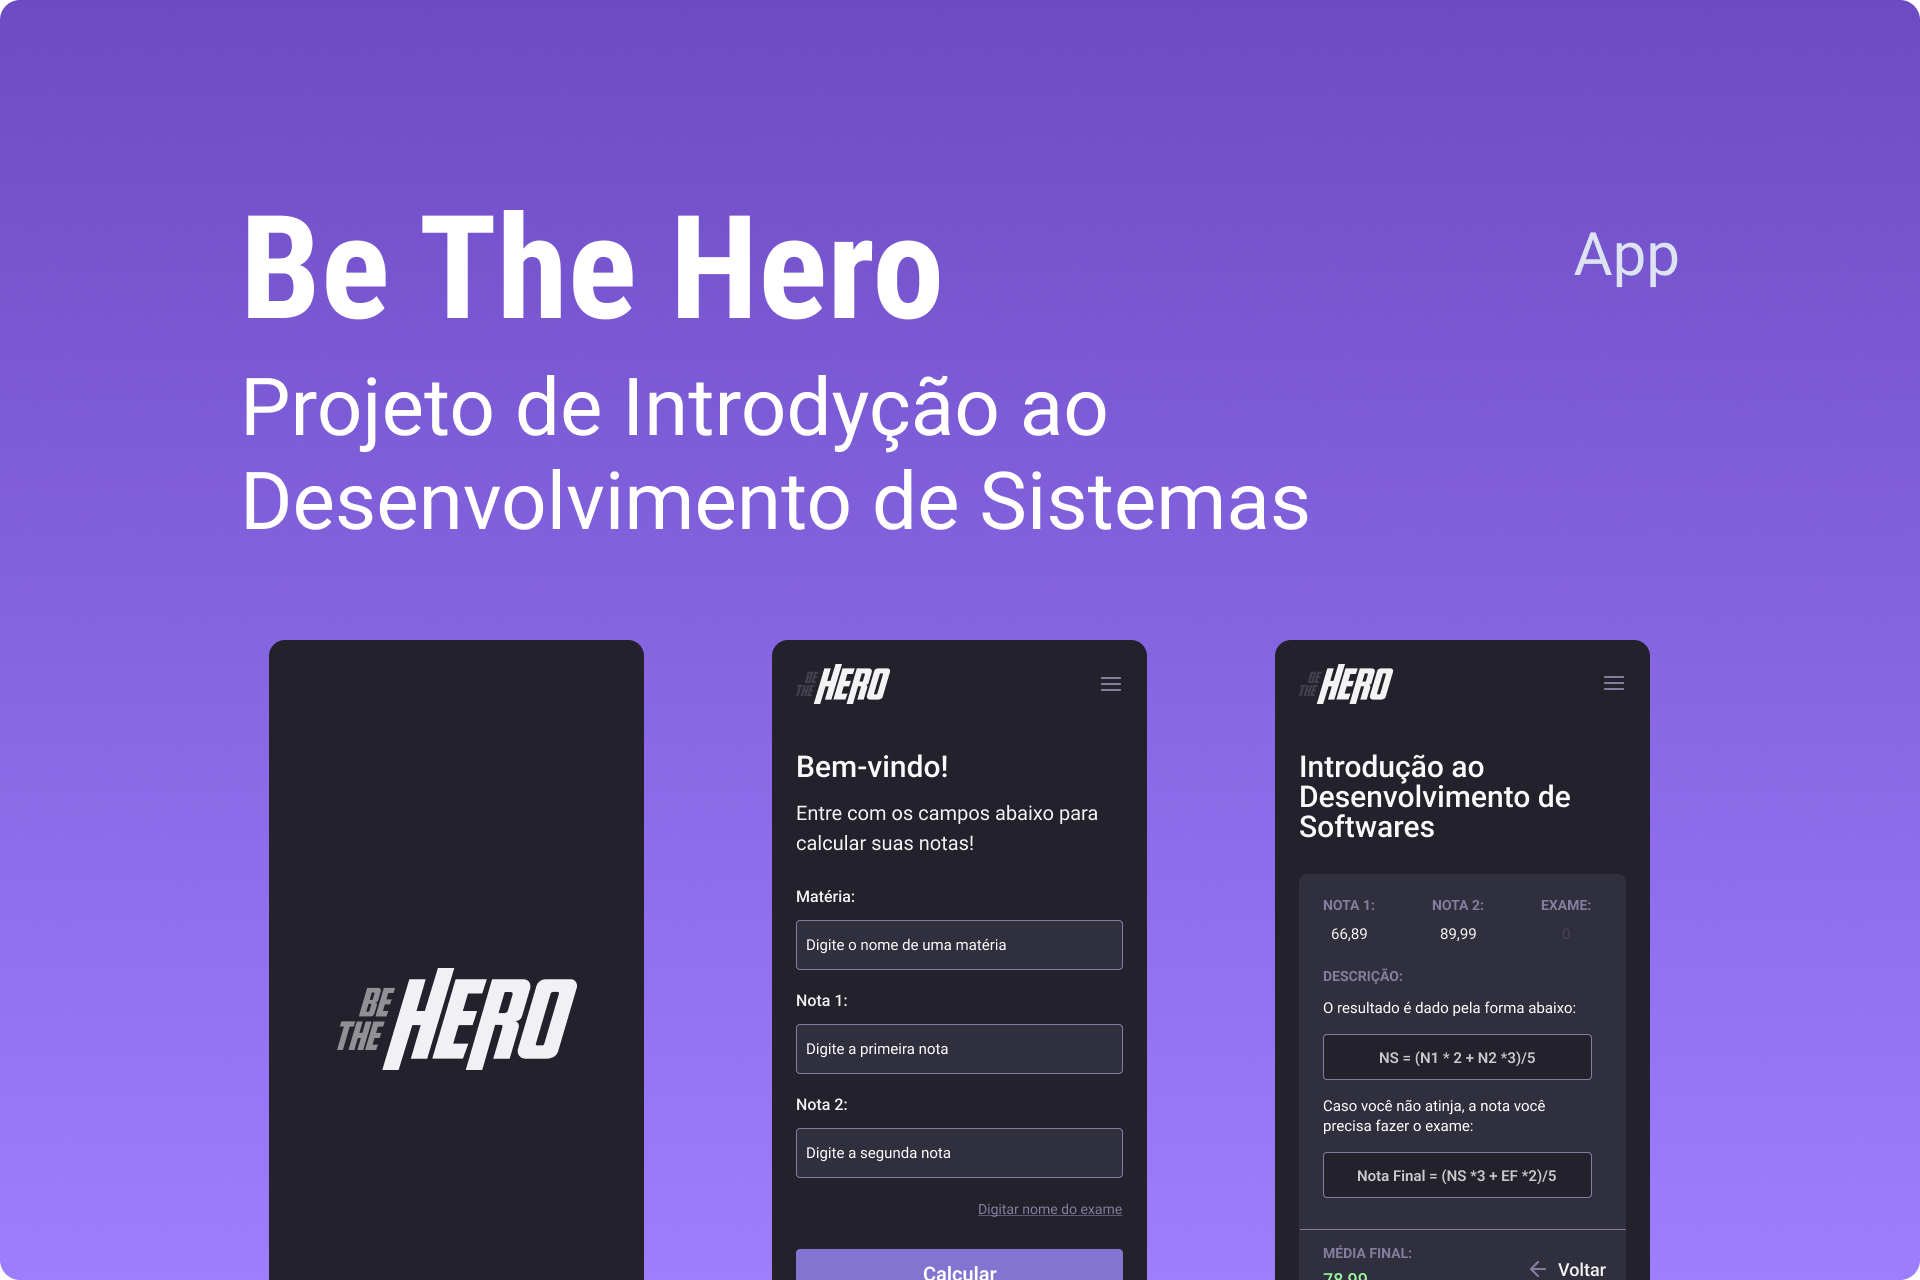 Be The Hero
App
Projeto de Introdyção ao
Desenvolvimento de Sistemas
BE
THE HERO
BE
THE HERO
Bem-vindo!
Entre com os campos abaixo para
calcular suas notas!
Matéria:
Digite o nome de uma matéria
Nota 1:
Digite a primeira nota
Nota 2:
Digite a segunda nota
Digitar nome do exame
Calcular
BE
THE HERO
Introdução ao
Desenvolvimento de
Softwares
NOTA 1: NOTA 2: EXAME:
66,89 89,99 0
DESCRIÇÃO:
O resultado é dado pela forma abaixo:
NS = (N1 * 2 + N2 *3)/5
Caso você não atinja, a nota você
precisa fazer o exame:
Nota Final = (NS *3 + EF *2)/5
MÉDIA FINAL:
78,99
Voltar